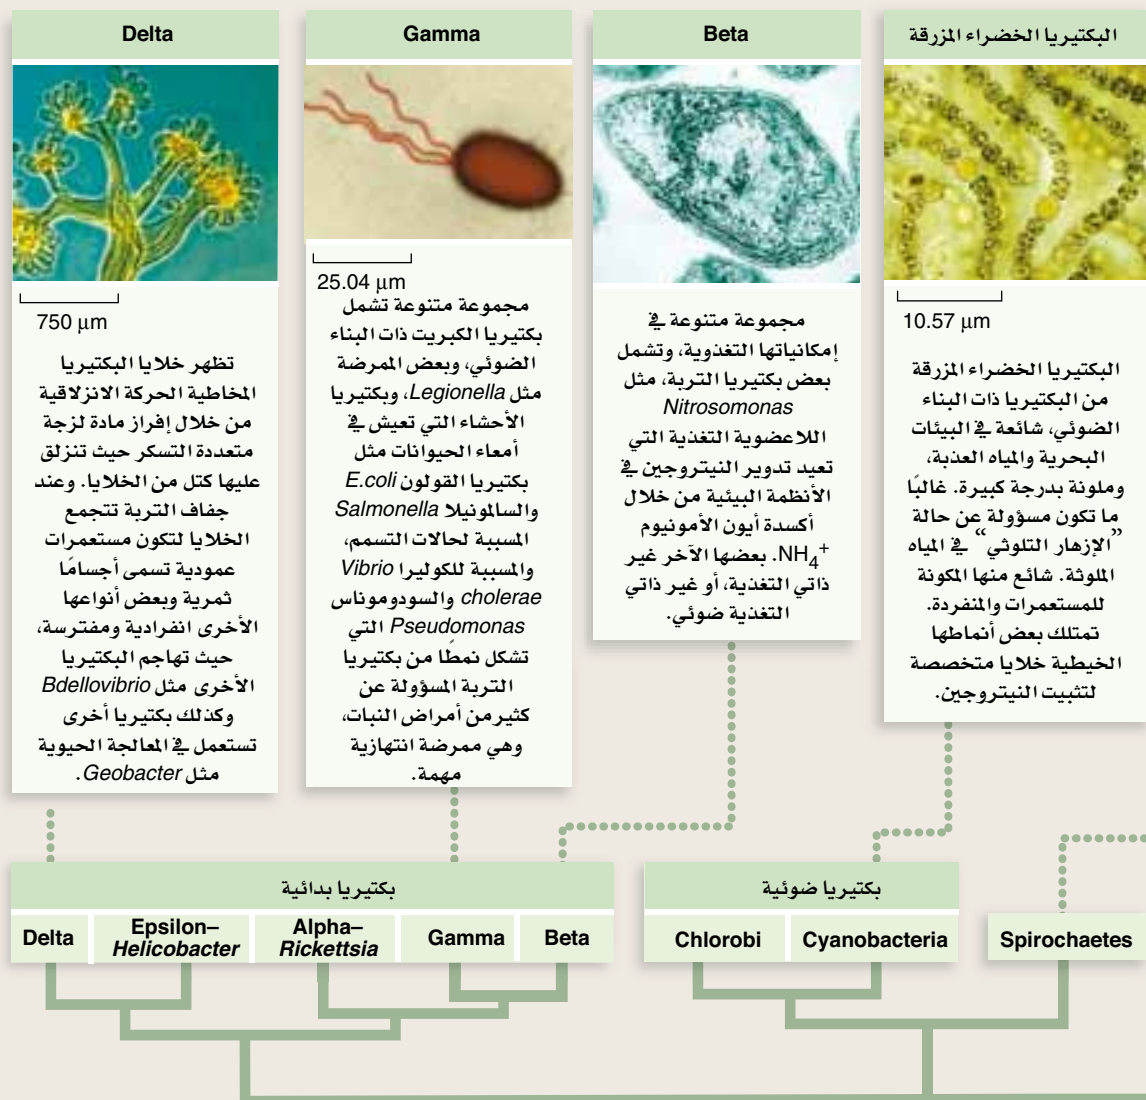 Delta
750 µm
تظهر خلايا البكتيريا
المخاطية الحركة الانزلاقية
من خلال إفراز مادة لزجة
متعددة التسكر حيث تنزلق
عليها كتل من الخلايا. وعند
جفاف التربة تتجمع
الخلايا لتكون مستعمرات
عمودية تسمى أجسامًا
ثمرية وبعض أنواعها
الأخرى انفرادية ومفترسة،
حيث تهاجم البكتيريا
الأخرى مثل Bdellovibrio
وكذلك بكتيريا أخرى
تستعمل في المعالجة الحيوية
مثل Geobacter.
Gamma
25.04 µm
مجموعة متنوعة تشمل
بكتيريا الكبريت ذات البناء
الضوئي، وبعض الممرضة
مثل Legionella، وبكتيريا
الأحشاء التي تعيش في
أمعاء الحيوانات مثل
بكتيريا القولون E.coli
والسالمونيلا Salmonella
المسببة لحالات التسمم،
والمسببة للكوليرا Vibrio
cholerae والسودوموناس
Pseudomonas التي
تشكل نمطًا من بكتيريا
التربة المسؤولة عن
كثير من أمراض النبات،
وهي ممرضة انتهازية
مهمة.
Beta
مجموعة متنوعة في
إمكانياتها التغذوية، وتشمل
بعض بكتيريا التربة، مثل
Nitrosomonas
اللاعضوية التغذية التي
تعيد تدوير النيتروجين في
الأنظمة البيئية من خلال
أكسدة أيون الأمونيوم
NH₄⁺. بعضها الآخر غير
ذاتي التغذية، أو غير ذاتي
التغذية ضوئي.
البكتيريا الخضراء المزرقة
10.57 µm
البكتيريا الخضراء المزرقة
من البكتيريا ذات البناء
الضوئي، شائعة في البيئات
البحرية والمياه العذبة،
وملونة بدرجة كبيرة. غالبًا
ما تكون مسؤولة عن حالة
”الإزهار التلوثي“ في المياه
الملوثة. شائع منها المكونة
للمستعمرات والمنفردة.
تمتلك بعض أنماطها
الخيطية خلايا متخصصة
لتثبيت النيتروجين.
بكتيريا بدائية
Delta
Epsilon–
Helicobacter
Alpha–
Rickettsia
Gamma
Beta
بكتيريا ضوئية
Chlorobi
Cyanobacteria
Spirochaetes